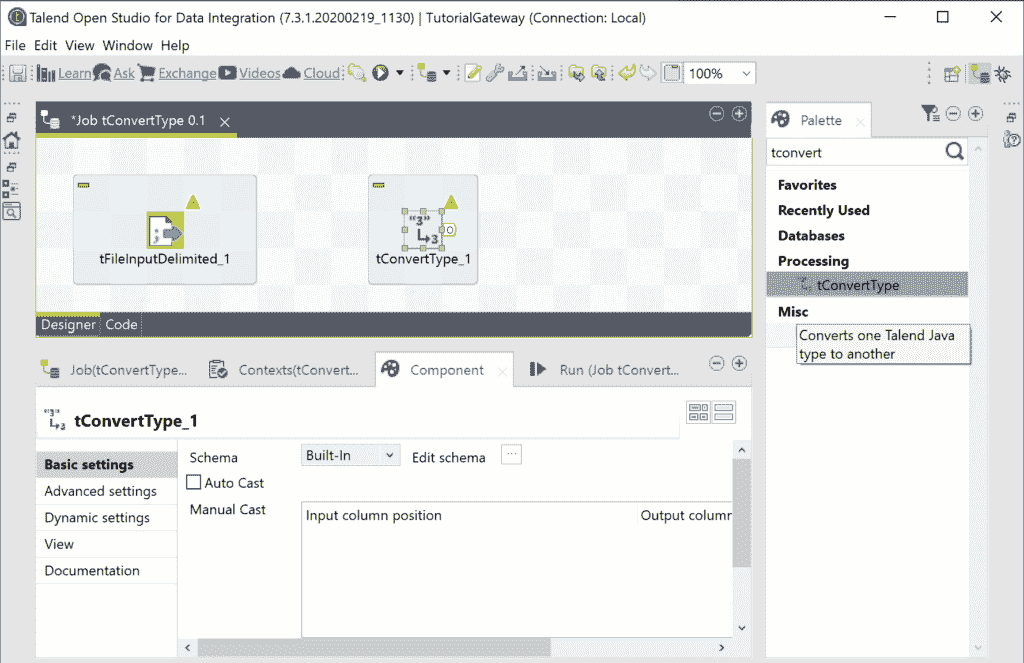 Talend Open Studio for Data Integration (7.3.1.20200219_1130) | TutorialGateway (Connection: Local)
File Edit View Window Help
Learn Ask Exchange Videos Cloud 100%
*Job tConvertType 0.1
Palette
tconvert
Favorites
Recently Used
Databases
Processing
tConvertType
Misc
Converts one Talend Java
type to another
"3"
3
tFileInputDelimited_1
tConvertType_1
Designer Code
Job(tConvertType... Contexts(tConvert... Component Run (Job tConvert...
"3"
3
tConvertType_1
Basic settings
Advanced settings
Dynamic settings
View
Documentation
Schema Built-In Edit schema ...
Auto Cast
Manual Cast
Input column position Output column